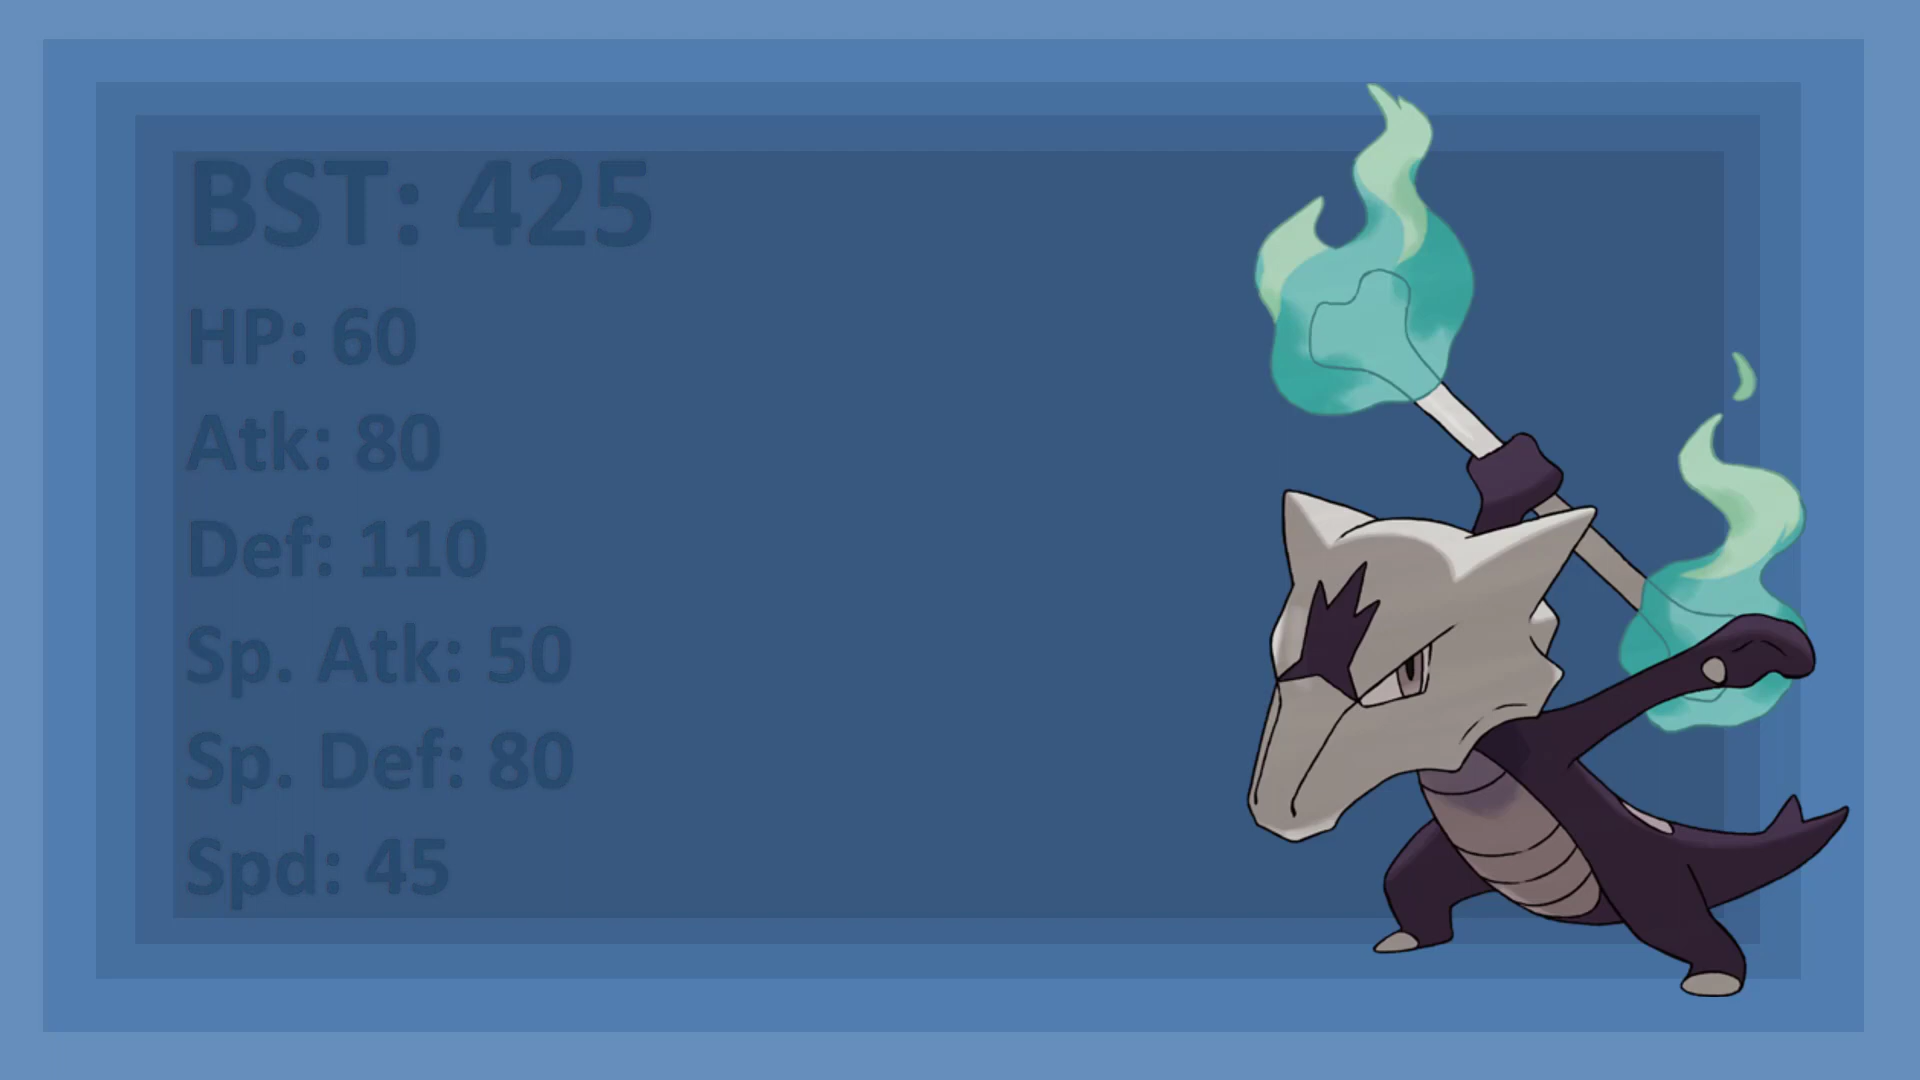 BST: 425
HP: 60
Atk: 80
Def: 110
Sp. Atk: 50
Sp. Def: 80
Spd: 45